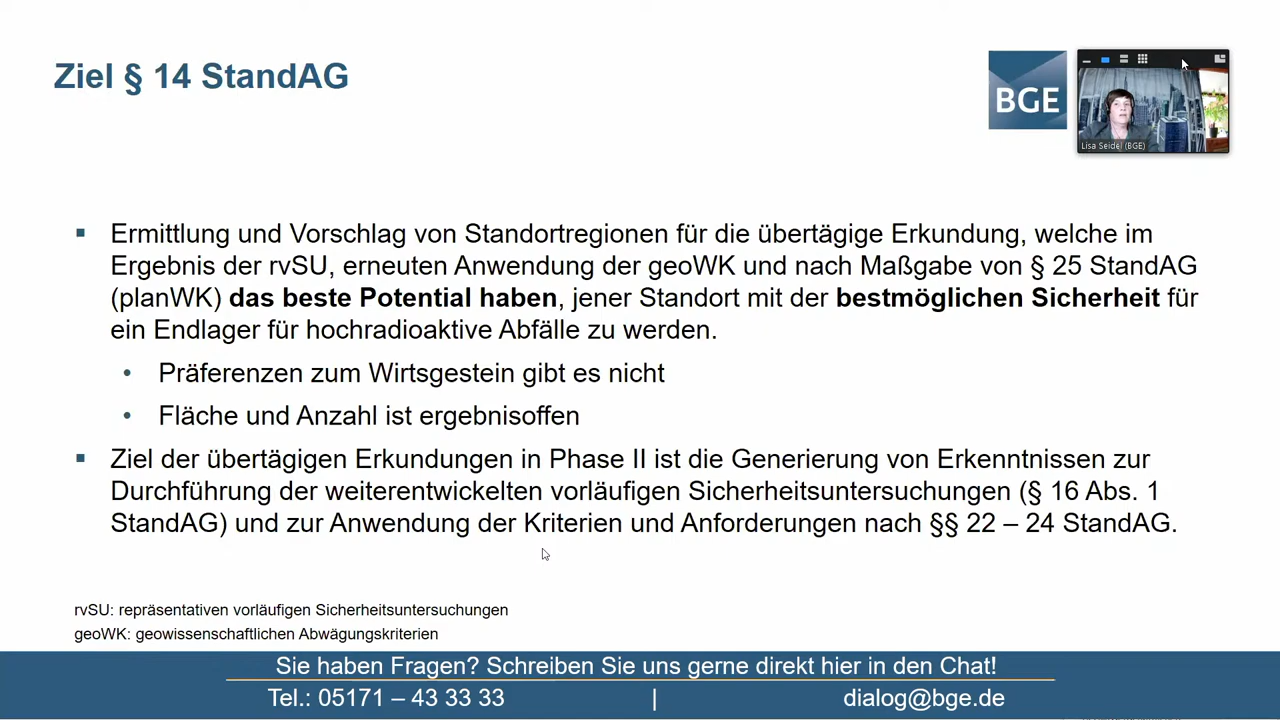 Ziel § 14 StandAG
BGE
Lisa Seidel (BGE)
▪ Ermittlung und Vorschlag von Standortregionen für die übertägige Erkundung, welche im
Ergebnis der rvSU, erneuten Anwendung der geoWK und nach Maßgabe von § 25 StandAG
(planWK) das beste Potential haben, jener Standort mit der bestmöglichen Sicherheit für
ein Endlager für hochradioaktive Abfälle zu werden.
• Präferenzen zum Wirtsgestein gibt es nicht
• Fläche und Anzahl ist ergebnisoffen
▪ Ziel der übertägigen Erkundungen in Phase II ist die Generierung von Erkenntnissen zur
Durchführung der weiterentwickelten vorläufigen Sicherheitsuntersuchungen (§ 16 Abs. 1
StandAG) und zur Anwendung der Kriterien und Anforderungen nach §§ 22 – 24 StandAG.
rvSU: repräsentativen vorläufigen Sicherheitsuntersuchungen
geoWK: geowissenschaftlichen Abwägungskriterien
Sie haben Fragen? Schreiben Sie uns gerne direkt hier in den Chat!
Tel.: 05171 – 43 33 33 | dialog@bge.de